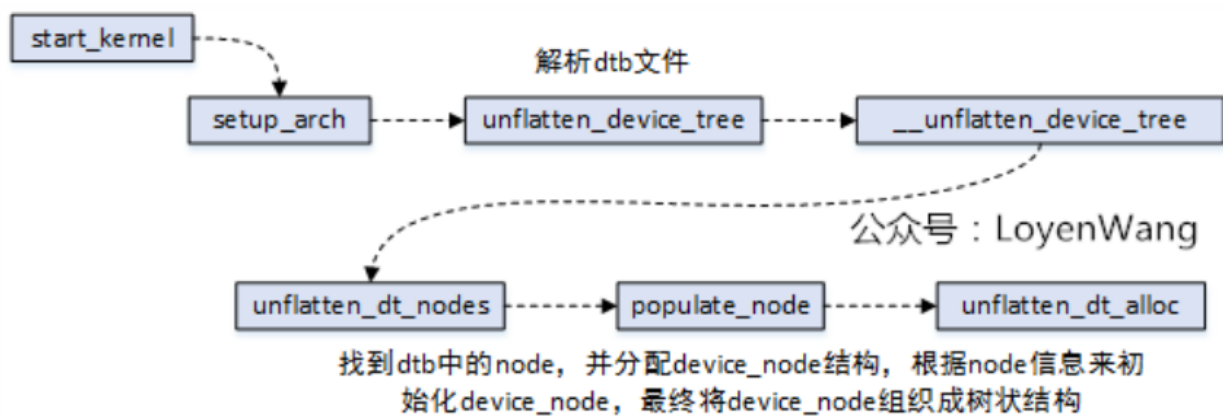 start_kernel
解析dtb文件
setup_arch
unflatten_device_tree
__unflatten_device_tree
公众号：LoyenWang
unflatten_dt_nodes
populate_node
unflatten_dt_alloc
找到dtb中的node，并分配device_node结构，根据node信息来初
始化device_node，最终将device_node组织成树状结构